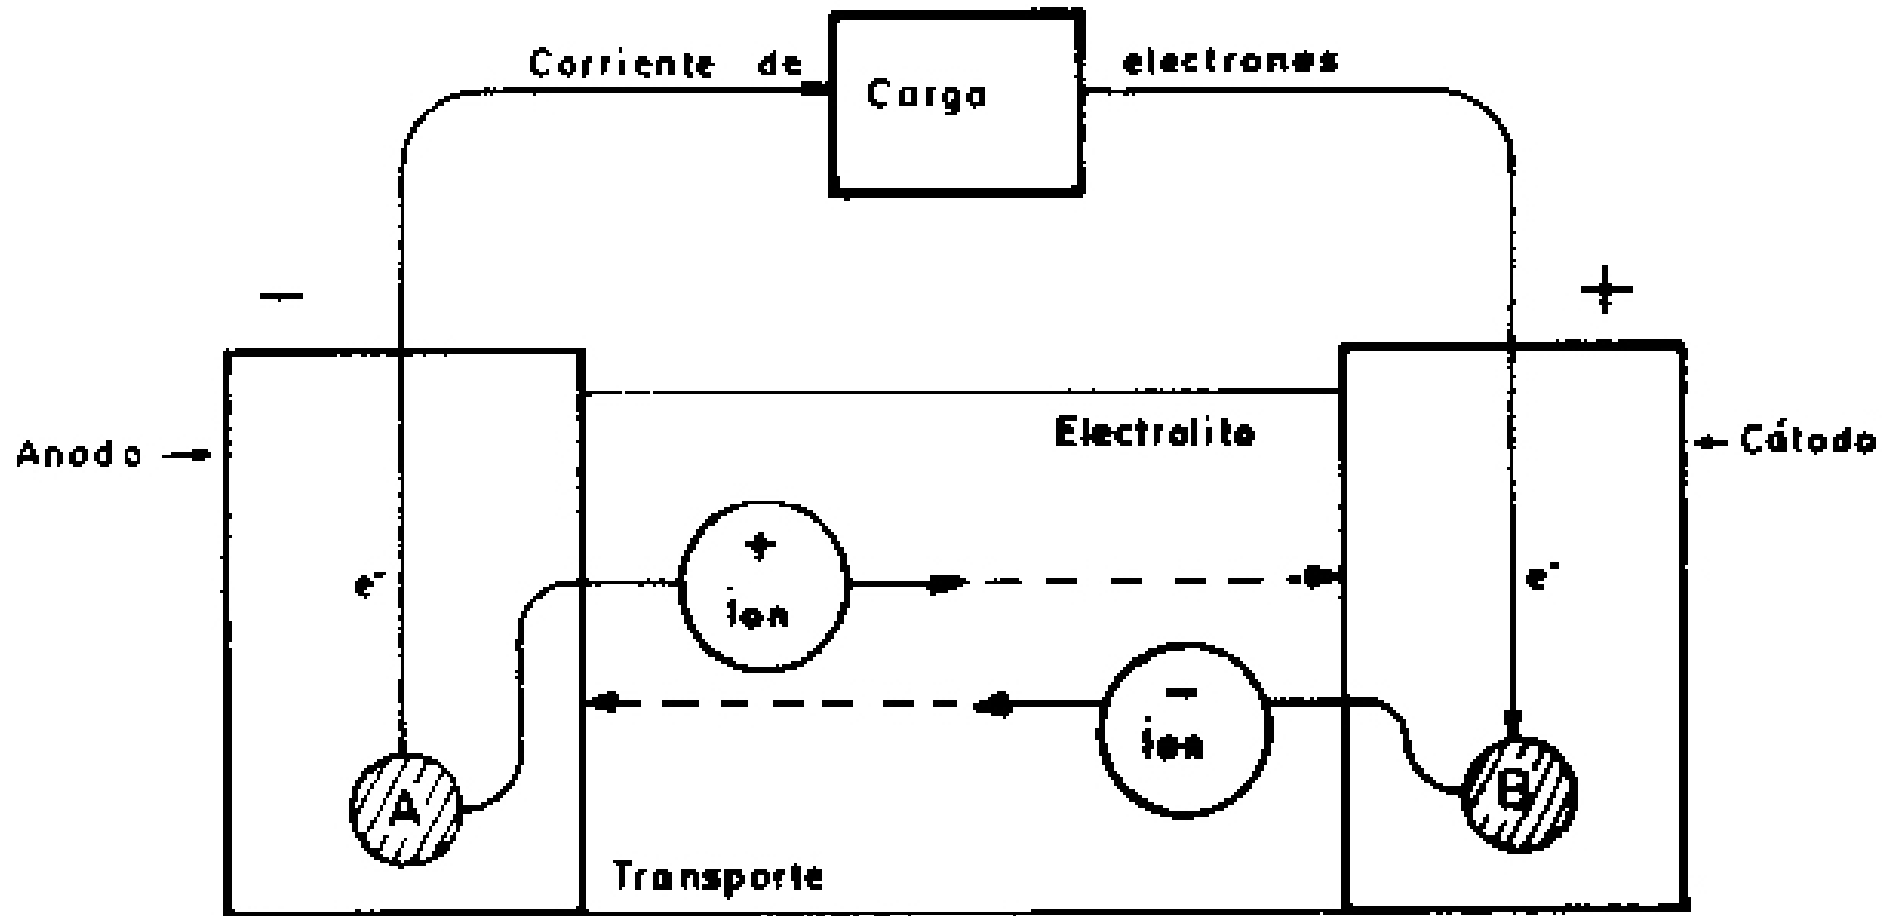 Corriente de
electrones
Carga
−
+
Electrolito
Anodo
Cátodo
+
ion
e-
e-
−
ion
A
B
Transporte